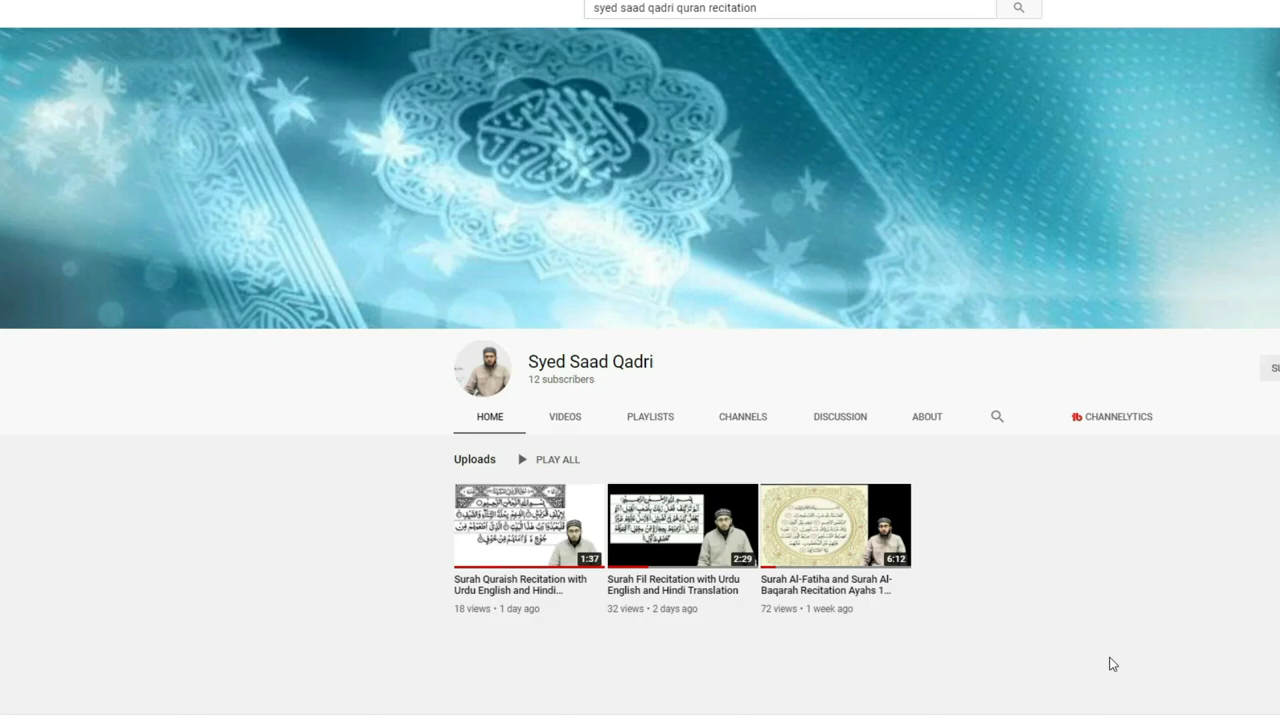 syed saad qadri quran recitation
Syed Saad Qadri
12 subscribers
HOME VIDEOS PLAYLISTS CHANNELS DISCUSSION ABOUT CHANNELYTICS
Uploads PLAY ALL
1:37 2:29 6:12
Surah Quraish Recitation with
Urdu English and Hindi...
18 views • 1 day ago
Surah Fil Recitation with Urdu
English and Hindi Translation
32 views • 2 days ago
Surah Al-Fatiha and Surah Al-
Baqarah Recitation Ayahs 1...
72 views • 1 week ago